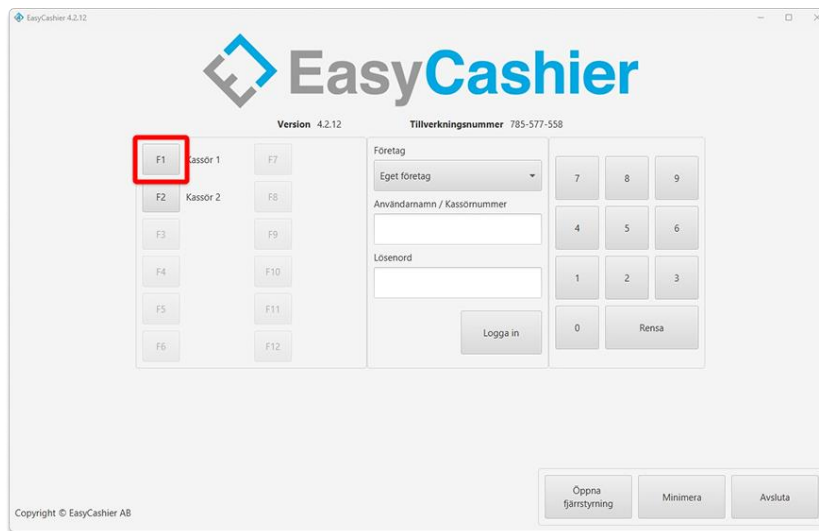 EasyCashier 4.2.12
EasyCashier
Version 4.2.12 Tillverkningsnummer 785-577-558
F1 Kassör 1 F7
F2 Kassör 2 F8
F3 F9
F4 F10
F5 F11
F6 F12
Företag
Eget företag
Användarnamn / Kassörnummer
Lösenord
Logga in
7 8 9
4 5 6
1 2 3
0 Rensa
Öppna
fjärrstyrning
Minimera
Avsluta
Copyright © EasyCashier AB